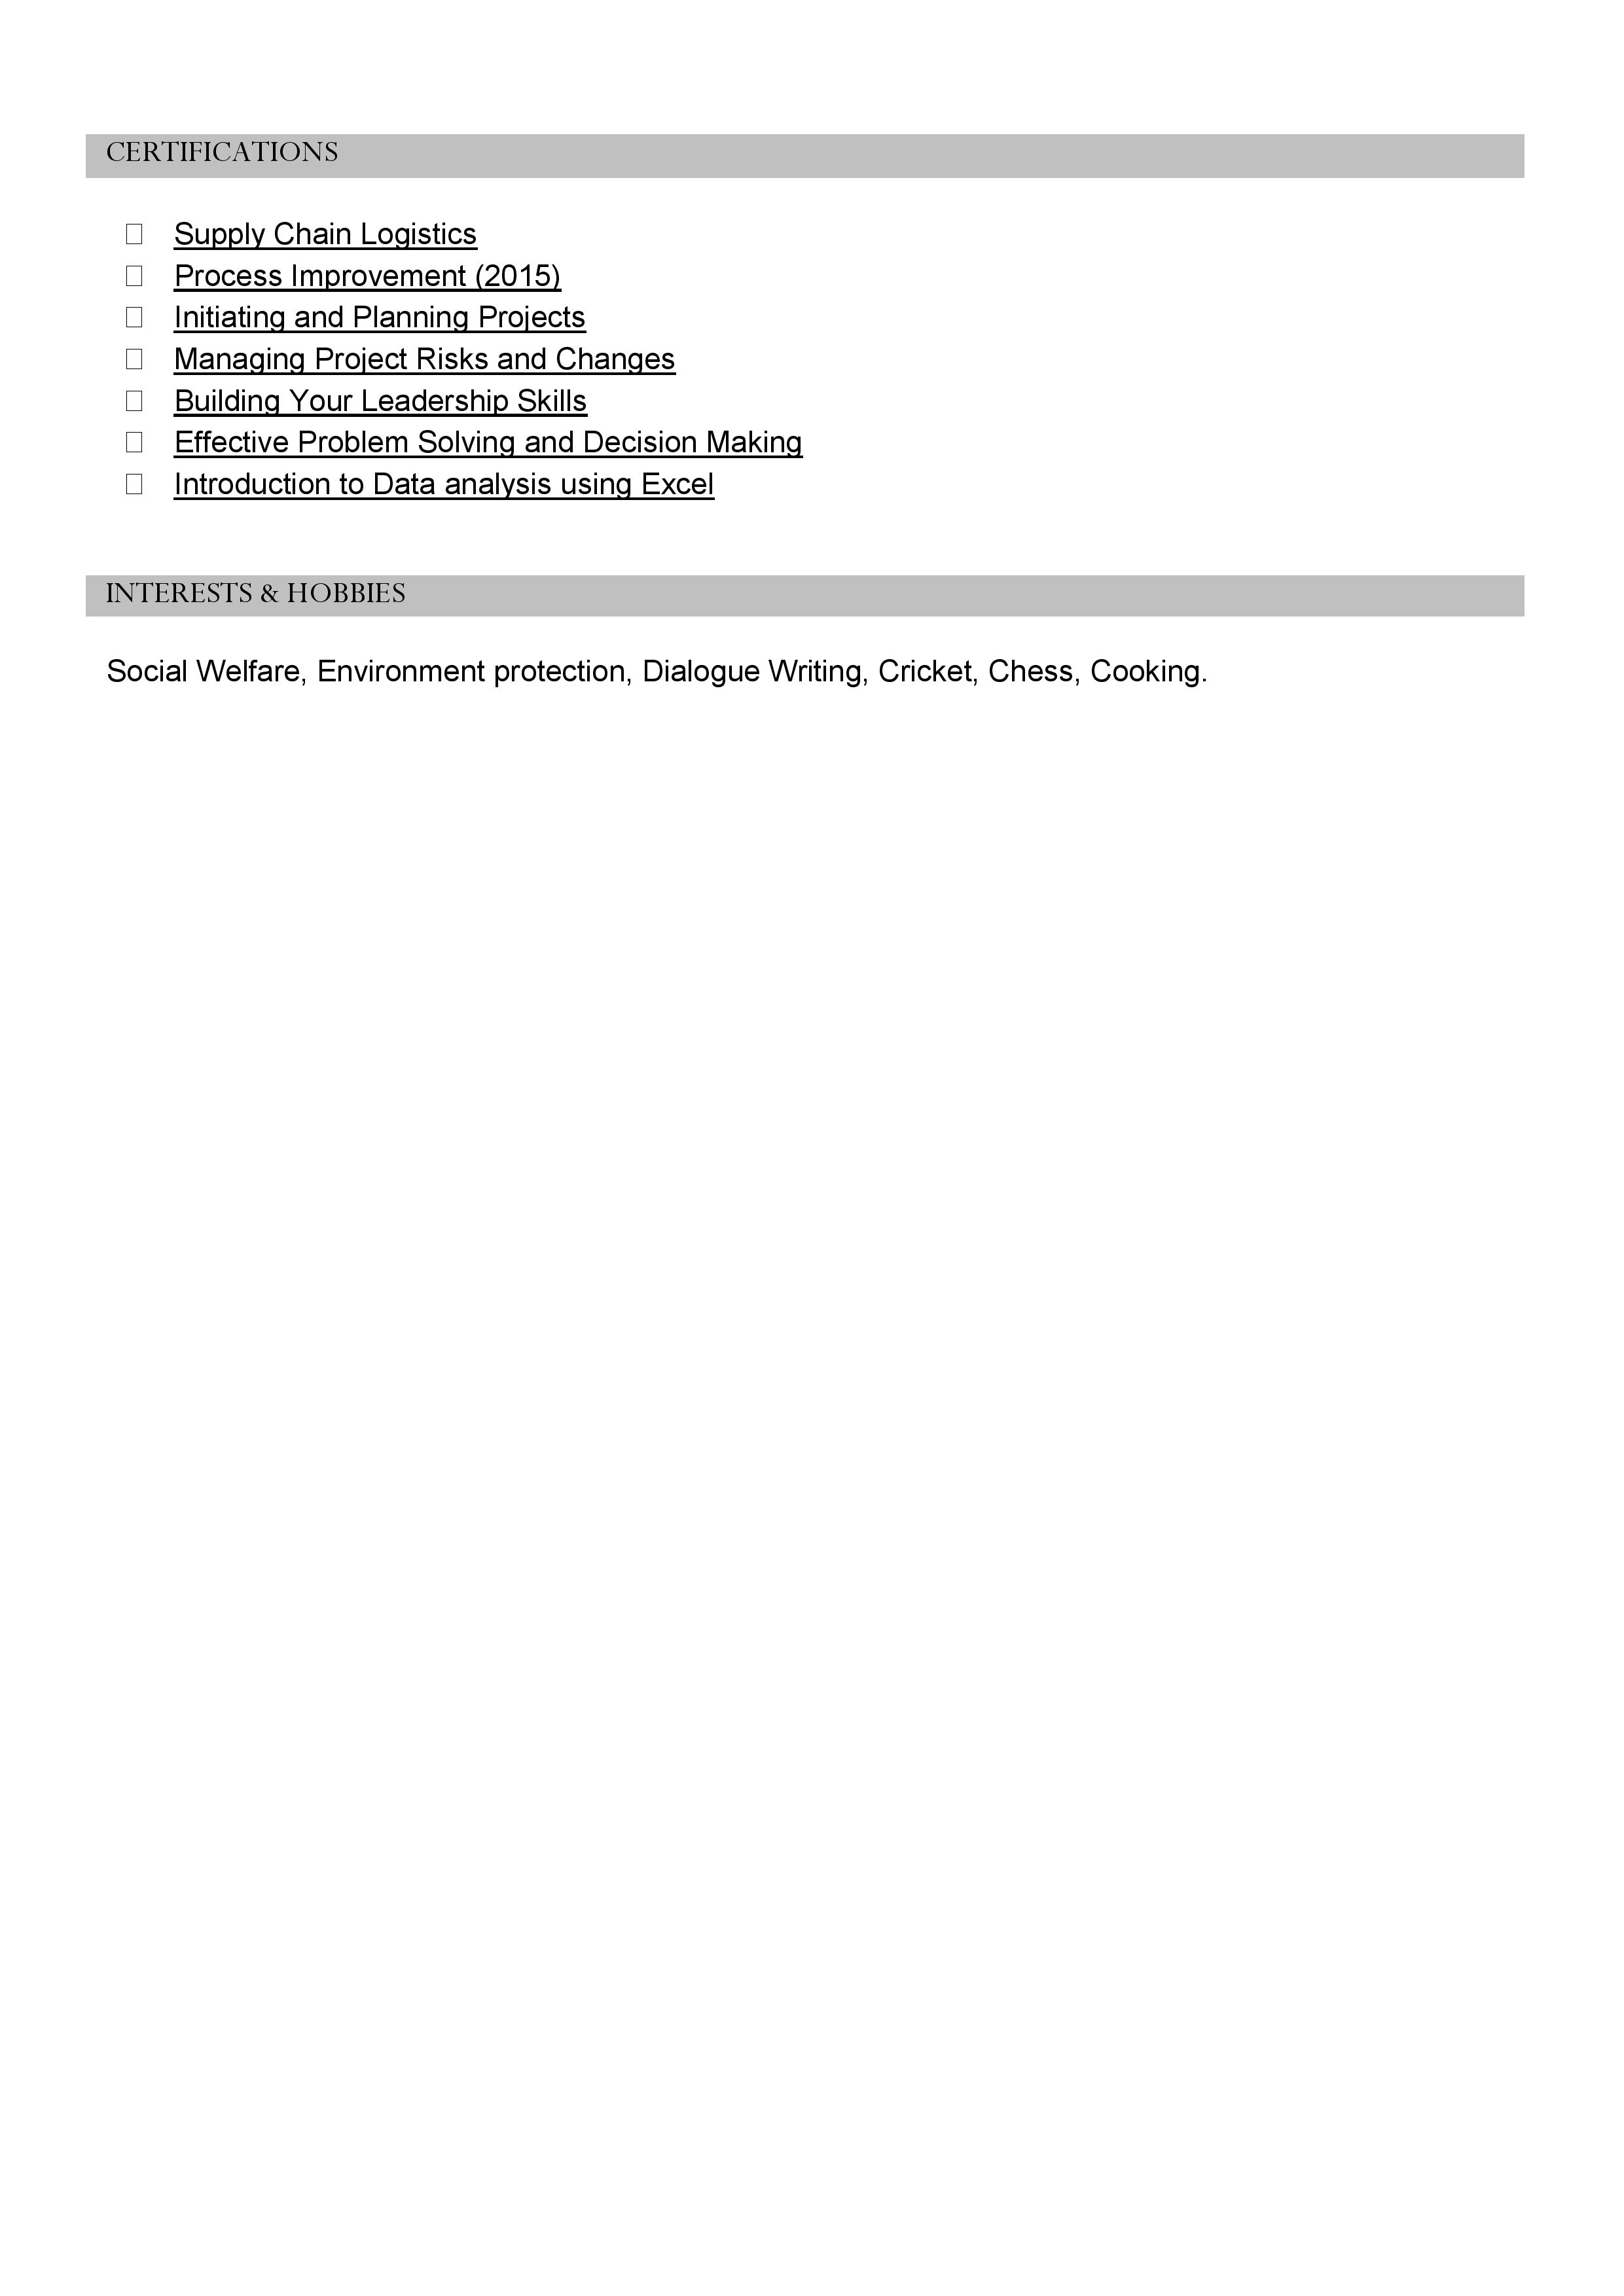 CERTIFICATIONS
Supply Chain Logistics
Process Improvement (2015)
Initiating and Planning Projects
Managing Project Risks and Changes
Building Your Leadership Skills
Effective Problem Solving and Decision Making
Introduction to Data analysis using Excel
INTERESTS & HOBBIES
Social Welfare, Environment protection, Dialogue Writing, Cricket, Chess, Cooking.